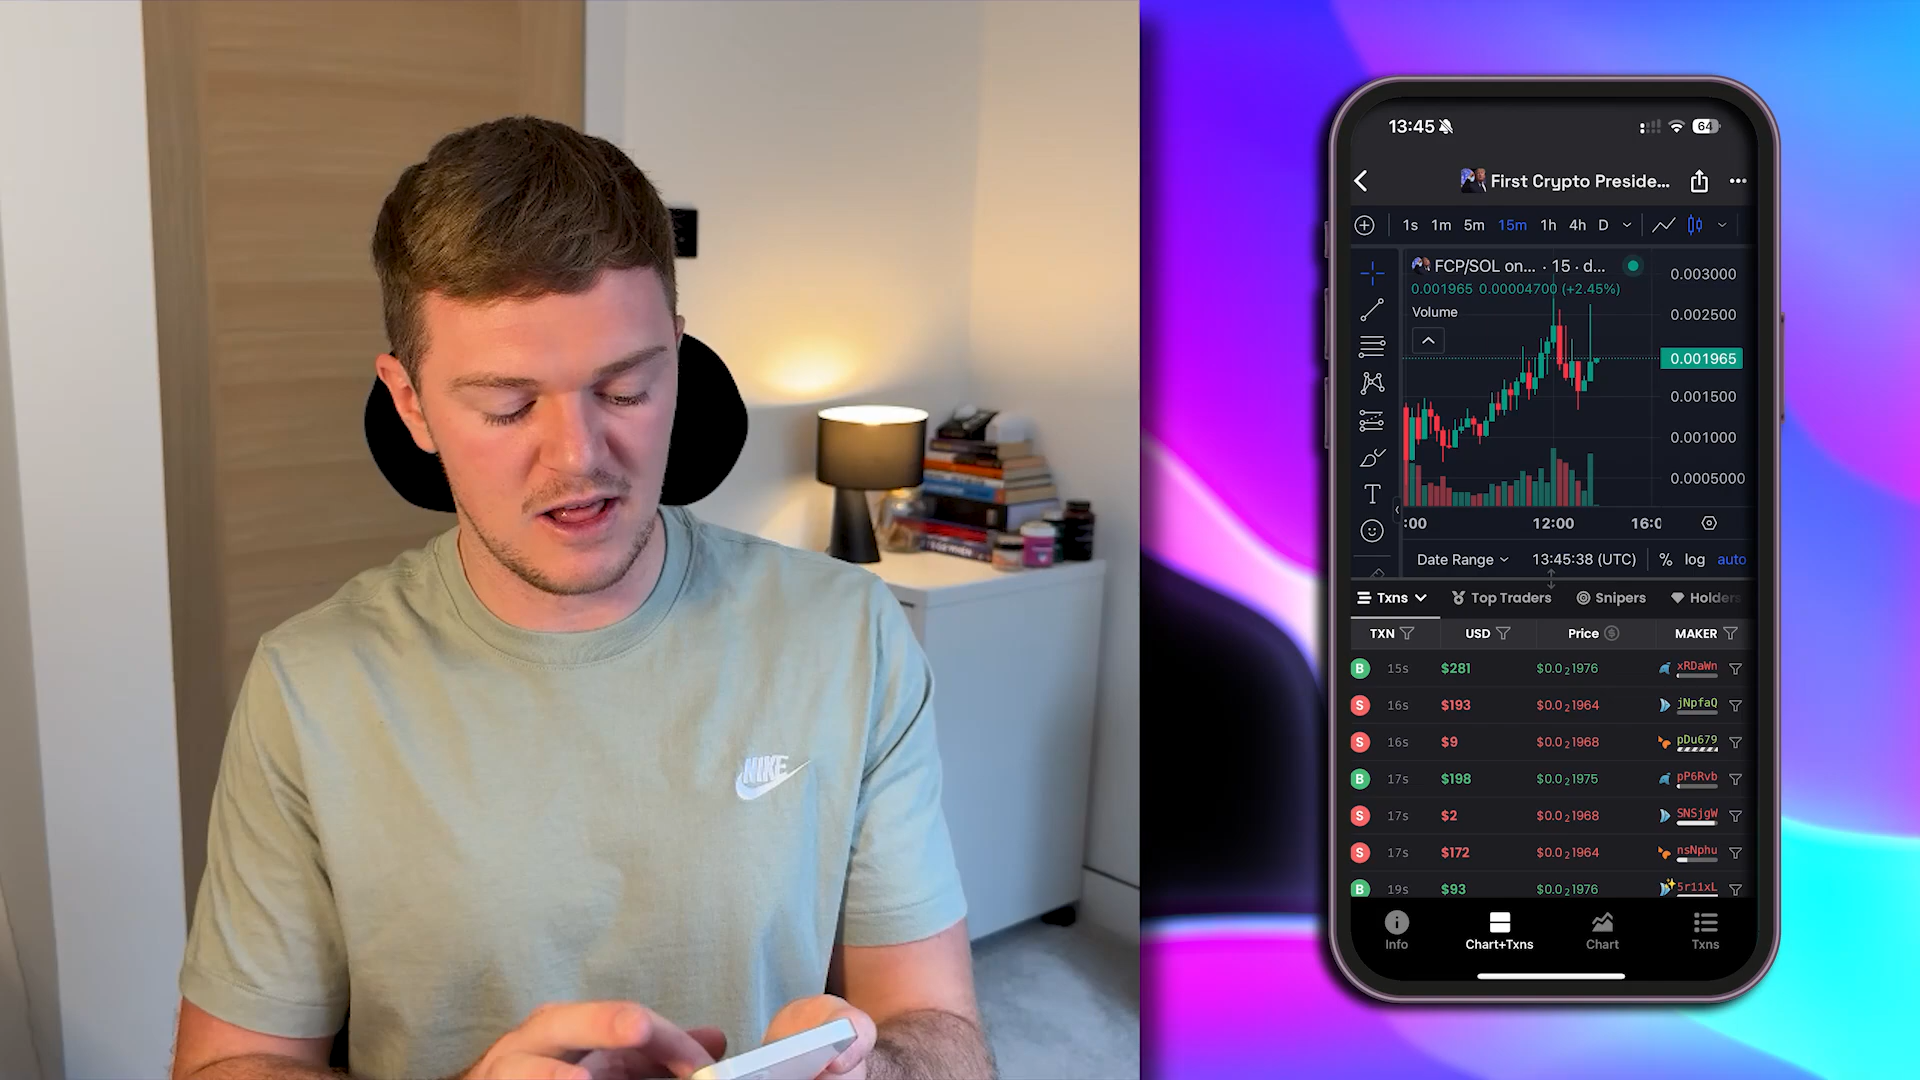 NIKE
13:45
64
First Crypto Preside...
1s 1m 5m 15m 1h 4h D
FCP/SOL on... · 15 · d...
0.001965 0.00004700 (+2.45%)
Volume
0.003000
0.002500
0.001965
0.001500
0.001000
0.0005000
:00 12:00 16:0
Date Range 13:45:38 (UTC) % log auto
Txns Top Traders Snipers Holders
TXN USD Price MAKER
B 15s $281 $0.0₂1976 xRDaWn
S 16s $193 $0.0₂1964 jNpfaQ
S 16s $9 $0.0₂1968 pDu679
B 17s $198 $0.0₂1975 pP6Rvb
S 17s $2 $0.0₂1968 SNSjgW
S 17s $172 $0.0₂1964 nsNphu
B 19s $93 $0.0₂1976 5r11xL
Info Chart+Txns Chart Txns